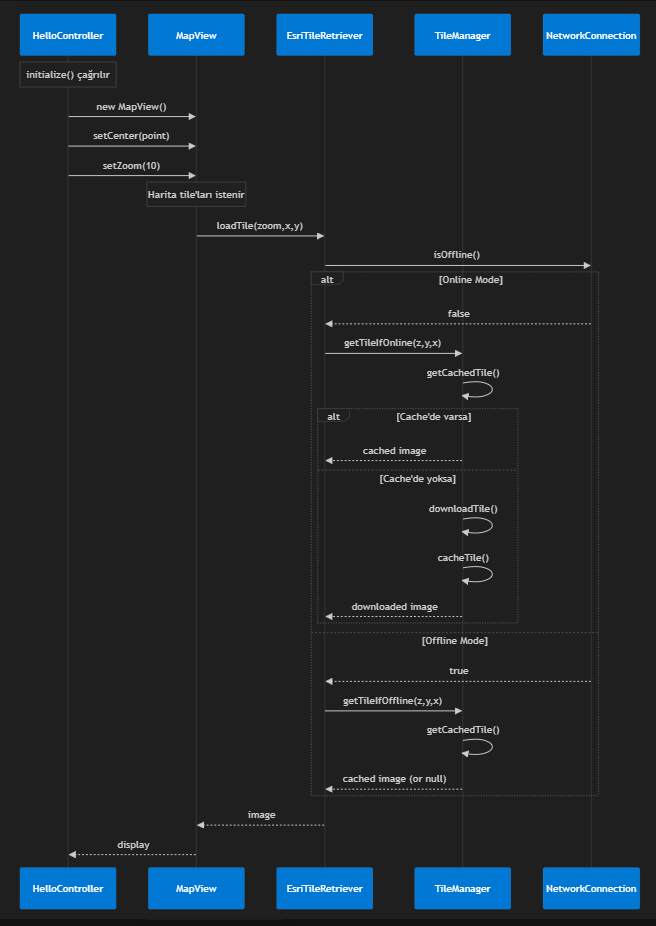 HelloController
MapView
EsriTileRetriever
TileManager
NetworkConnection
initialize() çağrılır
new MapView()
setCenter(point)
setZoom(10)
Harita tile'ları istenir
loadTile(zoom,x,y)
isOffline()
alt
[Online Mode]
false
getTileIfOnline(z,y,x)
getCachedTile()
alt
[Cache'de varsa]
cached image
[Cache'de yoksa]
downloadTile()
cacheTile()
downloaded image
[Offline Mode]
true
getTileIfOffline(z,y,x)
getCachedTile()
cached image (or null)
image
display
HelloController
MapView
EsriTileRetriever
TileManager
NetworkConnection